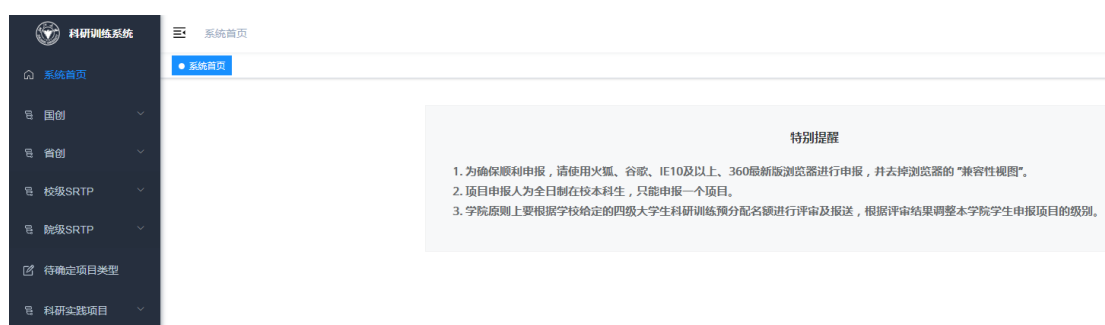 科研训练系统
系统首页
系统首页
系统首页
国创
省创
校级SRTP
院级SRTP
待确定项目类型
科研实践项目
特别提醒
1. 为确保顺利申报，请使用火狐、谷歌、IE10及以上、360最新版浏览器进行申报，并去掉浏览器的 "兼容性视图"。
2. 项目申报人为全日制在校本科生，只能申报一个项目。
3. 学院原则上要根据学校给定的四级大学生科研训练预分配名额进行评审及报送，根据评审结果调整本学院学生申报项目的级别。